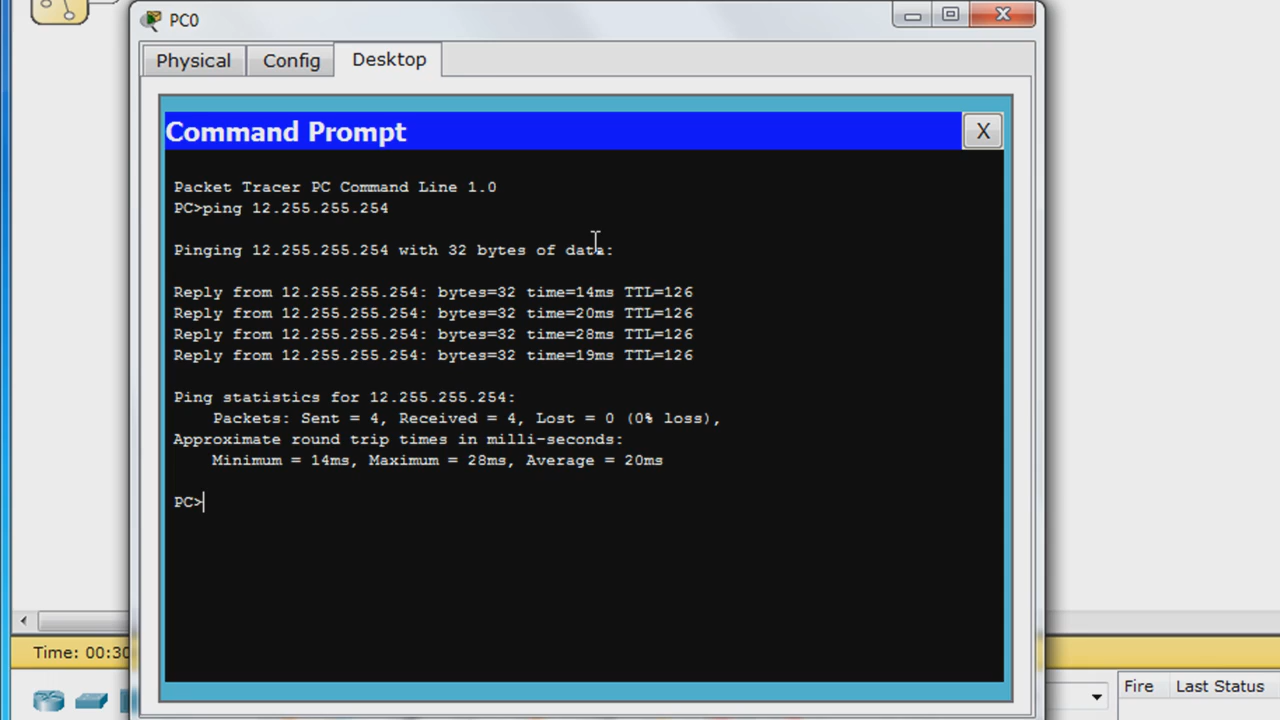 PC0
Physical Config Desktop
Command Prompt X
Packet Tracer PC Command Line 1.0
PC>ping 12.255.255.254
Pinging 12.255.255.254 with 32 bytes of data:
Reply from 12.255.255.254: bytes=32 time=14ms TTL=126
Reply from 12.255.255.254: bytes=32 time=20ms TTL=126
Reply from 12.255.255.254: bytes=32 time=28ms TTL=126
Reply from 12.255.255.254: bytes=32 time=19ms TTL=126
Ping statistics for 12.255.255.254:
Packets: Sent = 4, Received = 4, Lost = 0 (0% loss),
Approximate round trip times in milli-seconds:
Minimum = 14ms, Maximum = 28ms, Average = 20ms
PC>
Time: 00:30
Fire Last Status